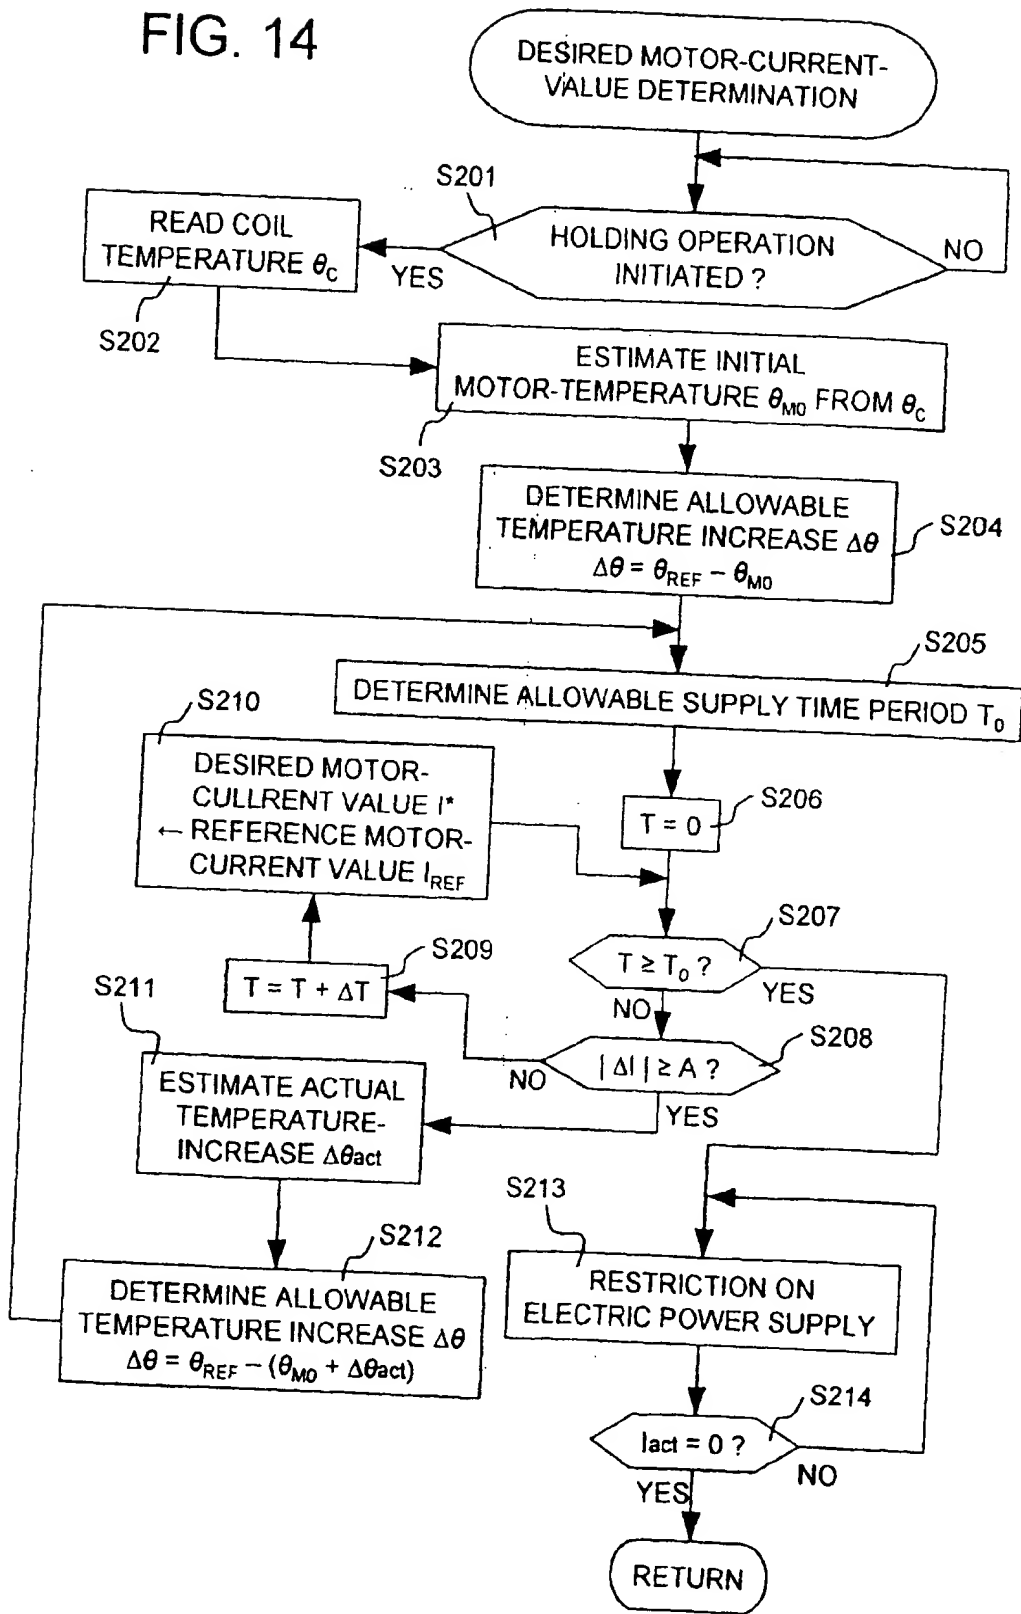 FIG. 14
DESIRED MOTOR-CURRENT-
VALUE DETERMINATION
S201
HOLDING OPERATION
INITIATED ?
NO
YES
READ COIL
TEMPERATURE θC
S202
ESTIMATE INITIAL
MOTOR-TEMPERATURE θM0 FROM θC
S203
DETERMINE ALLOWABLE
TEMPERATURE INCREASE Δθ
Δθ = θREF − θM0
S204
S205
DETERMINE ALLOWABLE SUPPLY TIME PERIOD T0
S210
DESIRED MOTOR-
CULLRENT VALUE I*
← REFERENCE MOTOR-
CURRENT VALUE IREF
S206
T = 0
S207
T ≥ T0 ?
YES
NO
S209
T = T + ΔT
S208
| ΔI | ≥ A ?
NO
YES
S211
ESTIMATE ACTUAL
TEMPERATURE-
INCREASE Δθact
S212
DETERMINE ALLOWABLE
TEMPERATURE INCREASE Δθ
Δθ = θREF − (θM0 + Δθact)
S213
RESTRICTION ON
ELECTRIC POWER SUPPLY
S214
Iact = 0 ?
NO
YES
RETURN